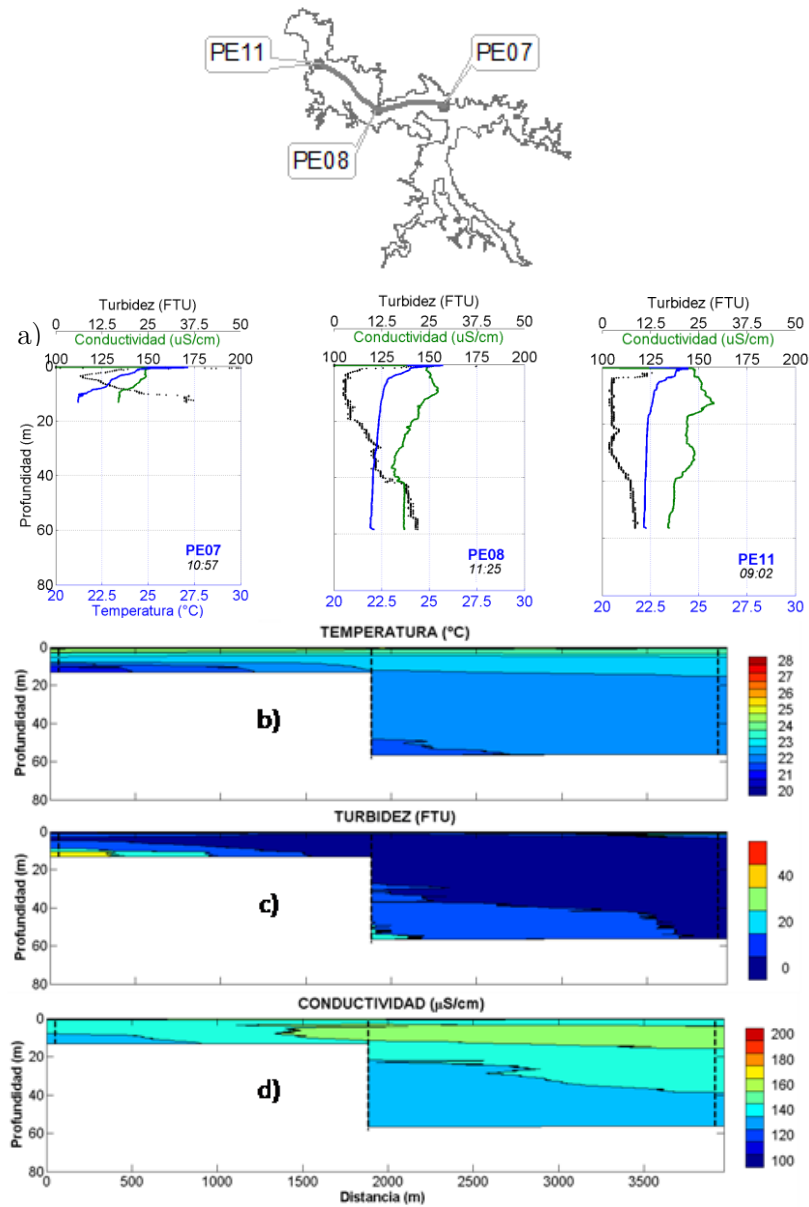 PE11
PE07
PE08
a)
Turbidez (FTU)
0 12.5 25 37.5 50
Conductividad (uS/cm)
100 125 150 175 200
Profundidad (m)
0
20
40
60
80
PE07
10:57
20 22.5 25 27.5 30
Temperatura (°C)
Turbidez (FTU)
0 12.5 25 37.5 50
Conductividad (uS/cm)
100 125 150 175 200
PE08
11:25
20 22.5 25 27.5 30
Turbidez (FTU)
0 12.5 25 37.5 50
Conductividad (uS/cm)
100 125 150 175 200
PE11
09:02
20 22.5 25 27.5 30
TEMPERATURA (°C)
Profundidad (m)
0
20
40
60
80
b)
28
27
26
25
24
23
22
21
20
TURBIDEZ (FTU)
Profundidad (m)
0
20
40
60
80
c)
40
30
20
10
0
CONDUCTIVIDAD (µS/cm)
Profundidad (m)
0
20
40
60
80
d)
200
180
160
140
120
100
0 500 1000 1500 2000 2500 3000 3500
Distancia (m)